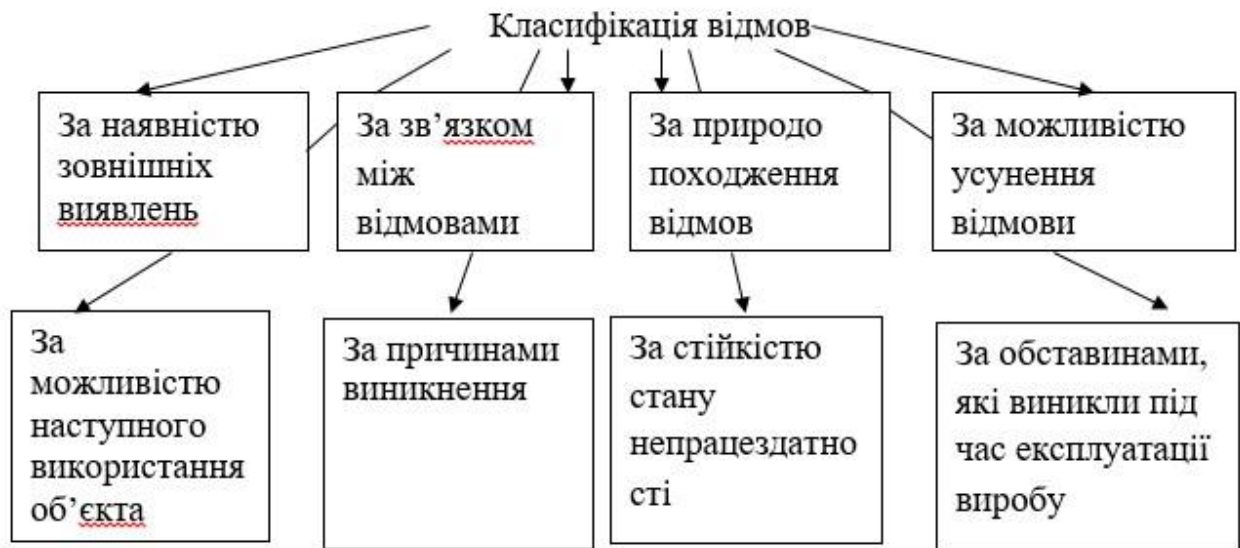 Класифікація відмов
За наявністю
зовнішніх
виявлень
За зв’язком
між
відмовами
За природо
походження
відмов
За можливістю
усунення
відмови
За
можливістю
наступного
використання
об’єкта
За причинами
виникнення
За стійкістю
стану
непрацездатно
сті
За обставинами,
які виникли під
час експлуатації
виробу